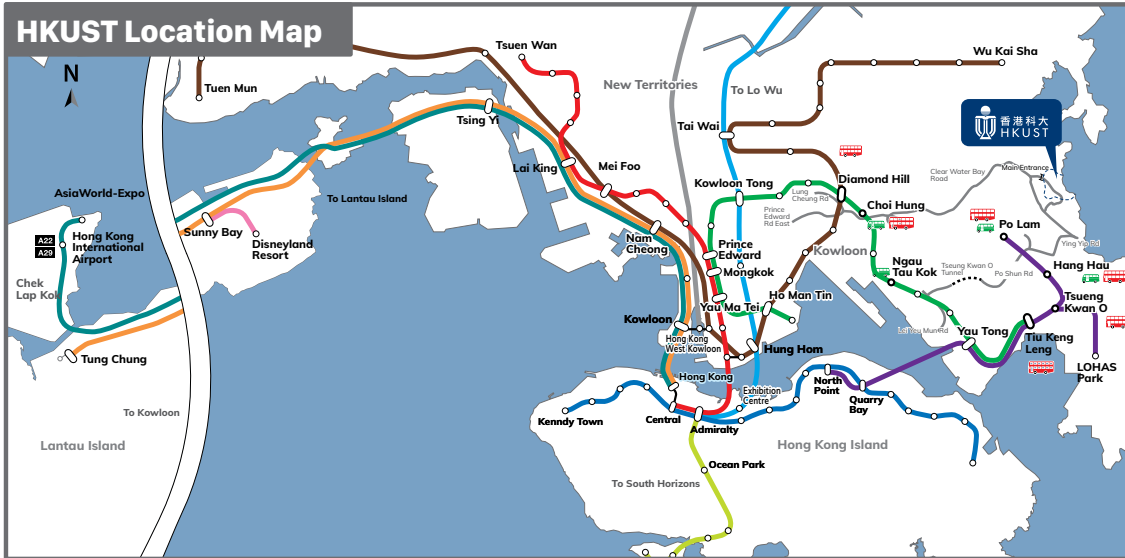 HKUST Location Map
N
Tuen Mun
Tsuen Wan
New Territories
To Lo Wu
Wu Kai Sha
香港科大
HKUST
Tsing Yi
Tai Wai
Lai King
Mei Foo
Main Entrance
Clear Water Bay
Road
Diamond Hill
Kowloon Tong
Lung
Cheung Rd
Prince
Edward
Rd East
Choi Hung
AsiaWorld-Expo
To Lantau Island
Po Lam
A22
A29
Hong Kong
International
Airport
Sunny Bay
Disneyland
Resort
Nam
Cheong
Prince
Edward
Mongkok
Kowloon
Ying Yip Rd
Ngau
Tau Kok
Tseung Kwan O
Tunnel
Po Shun Rd
Hang Hau
Chek
Lap Kok
Yau Ma Tei
Ho Man Tin
Tseung
Kwan O
Kowloon
Hong Kong
West Kowloon
Hung Hom
Lei Yeu Mun Rd
Yau Tong
Tiu Keng
Leng
Tung Chung
LOHAS
Park
Hong Kong
Exhibition
Centre
North
Point
Quarry
Bay
To Kowloon
Kenndy Town
Central
Admiralty
Lantau Island
Hong Kong Island
Ocean Park
To South Horizons